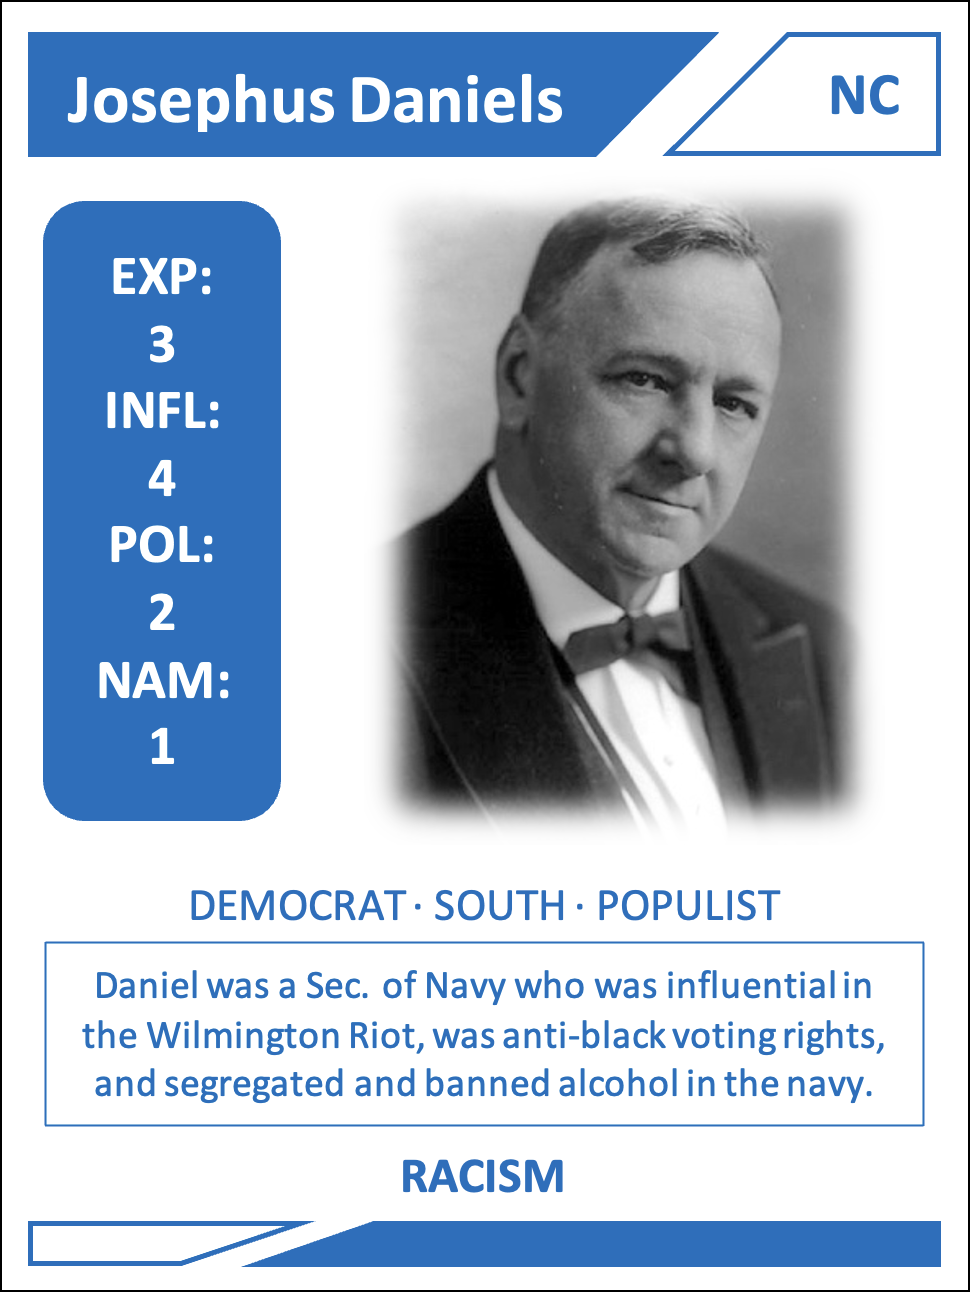 Josephus Daniels
NC
EXP:
3
INFL:
4
POL:
2
NAM:
1
DEMOCRAT · SOUTH · POPULIST
Daniel was a Sec. of Navy who was influential in
the Wilmington Riot, was anti-black voting rights,
and segregated and banned alcohol in the navy.
RACISM